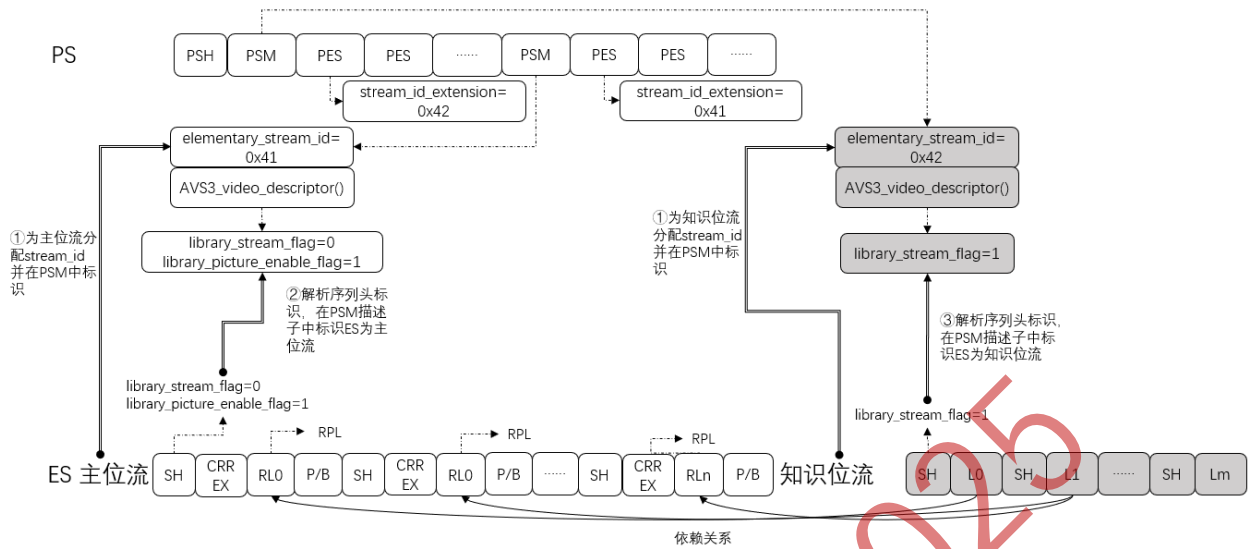 PS
PSH PSM PES PES ...... PSM PES PES ......
stream_id_extension=
0x42
stream_id_extension=
0x41
elementary_stream_id=
0x41
AVS3_video_descriptor()
elementary_stream_id=
0x42
AVS3_video_descriptor()
①为主位流分
配stream_id
并在PSM中标
识
library_stream_flag=0
library_picture_enable_flag=1
①为知识位流
分配stream_id
并在PSM中标
识
library_stream_flag=1
②解析序列头标
识，在PSM描述
子中标识ES为主
位流
③解析序列头标识，
在PSM描述子中标
识ES为知识位流
library_stream_flag=0
library_picture_enable_flag=1
library_stream_flag=1
RPL
RPL
RPL
ES 主位流
SH CRR EX RL0 P/B SH CRR EX RL0 P/B ...... SH CRR EX RLn P/B
知识位流
SH L0 SH L1 ...... SH Lm
依赖关系
025